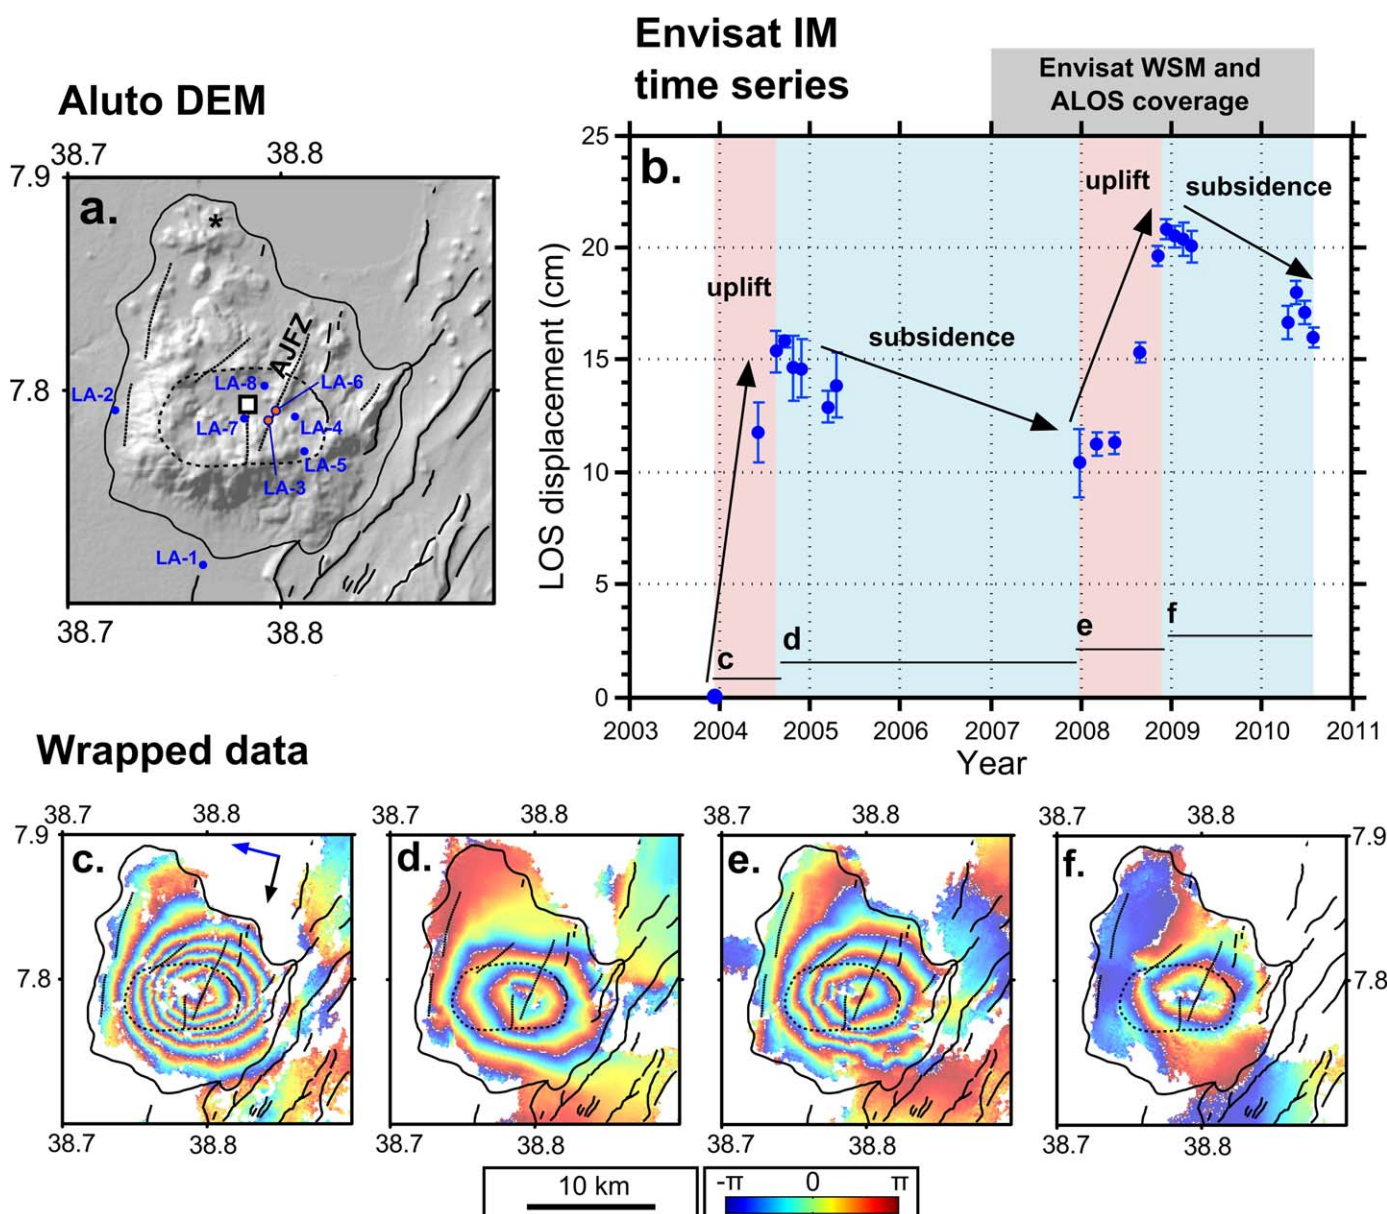 Envisat IM
time series
Envisat WSM and
ALOS coverage
Aluto DEM
38.7
38.8
7.9
a.
*
AJFZ
7.8
LA-2
LA-8
LA-6
LA-7
LA-4
LA-5
LA-3
LA-1
38.7
38.8
25
b.
uplift
subsidence
20
uplift
subsidence
15
LOS displacement (cm)
10
5
c
d
e
f
0
2003
2004
2005
2006
2007
2008
2009
2010
2011
Year
Wrapped data
38.7
38.8
38.7
38.8
38.7
38.8
38.8
7.9
c.
d.
e.
f.
7.9
7.8
7.8
38.7
38.8
38.7
38.8
38.7
38.8
38.8
10 km
-π
0
π